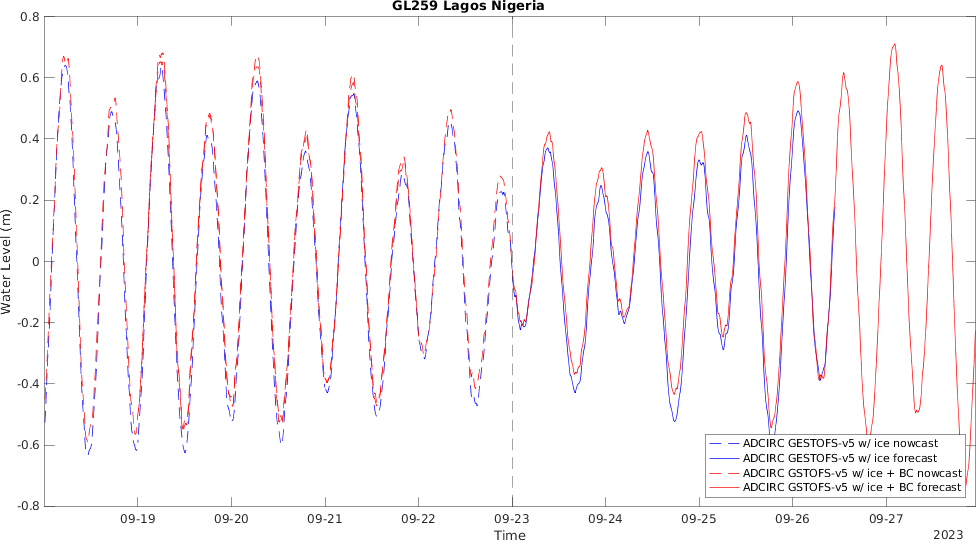 GL259 Lagos Nigeria
0.8
0.6
0.4
0.2
0
-0.2
-0.4
-0.6
-0.8
Water Level (m)
ADCIRC GESTOFS-v5 w/ ice nowcast
ADCIRC GESTOFS-v5 w/ ice forecast
ADCIRC GSTOFS-v5 w/ ice + BC nowcast
ADCIRC GSTOFS-v5 w/ ice + BC forecast
09-19 09-20 09-21 09-22 09-23 09-24 09-25 09-26 09-27
Time
2023